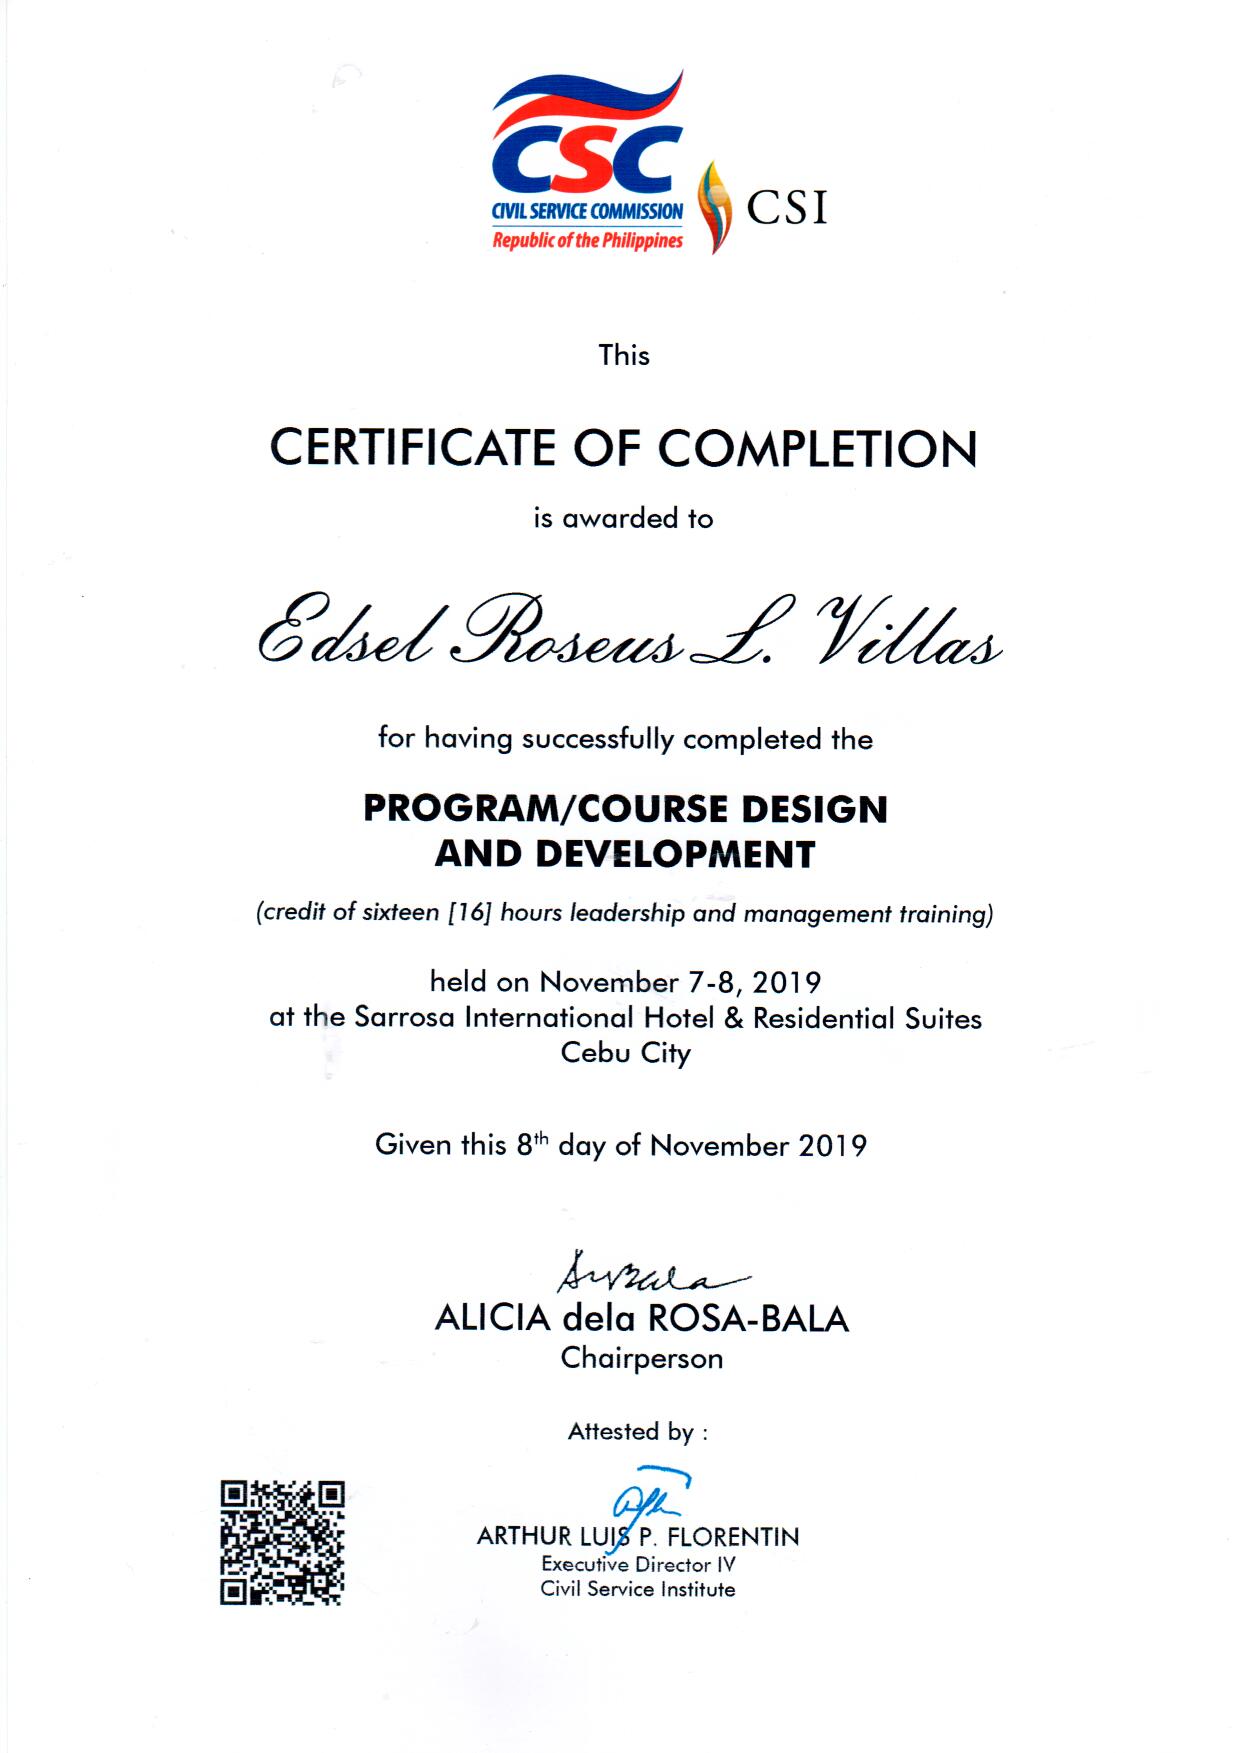 CSC
CIVIL SERVICE COMMISSION
Republic of the Philippines
CSI
This
CERTIFICATE OF COMPLETION
is awarded to
Edsel Roseus L. Villas
for having successfully completed the
PROGRAM/COURSE DESIGN
AND DEVELOPMENT
(credit of sixteen [16] hours leadership and management training)
held on November 7-8, 2019
at the Sarrosa International Hotel & Residential Suites
Cebu City
Given this 8th day of November 2019
ALICIA dela ROSA-BALA
Chairperson
Attested by :
ARTHUR LUIS P. FLORENTIN
Executive Director IV
Civil Service Institute